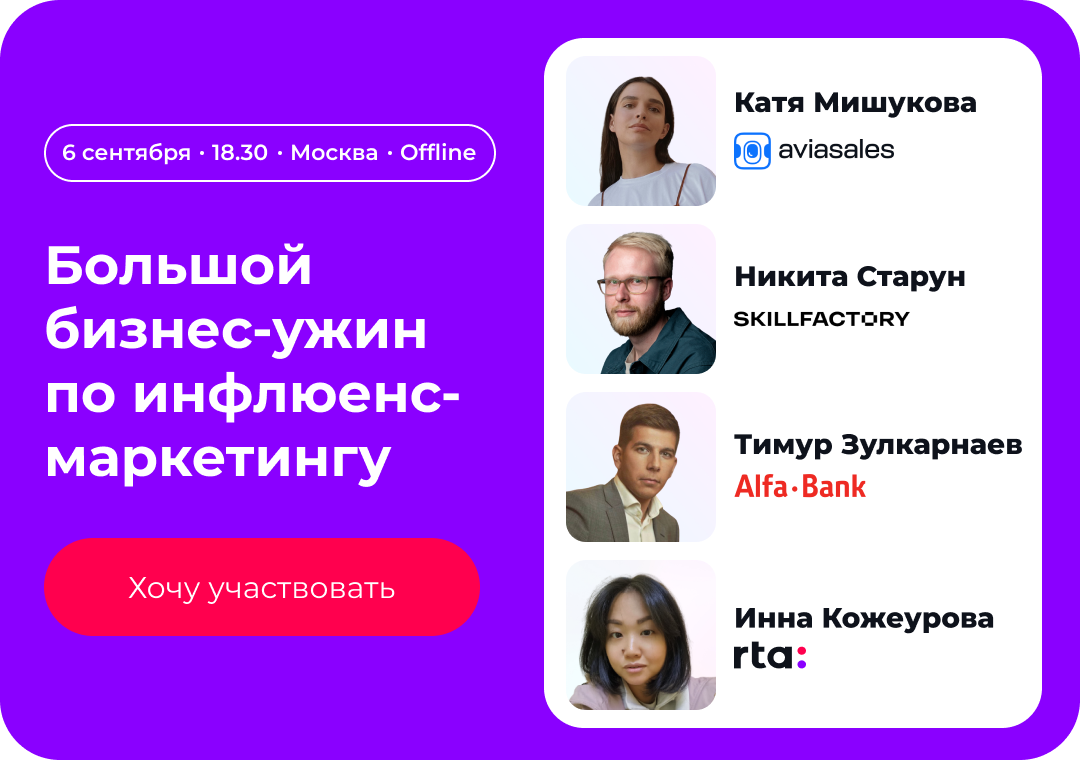 6 сентября · 18.30 · Москва · Offline
Большой
бизнес-ужин
по инфлюенс-
маркетингу
Хочу участвовать
Катя Мишукова
aviasales
Никита Старун
SKILLFACTORY
Тимур Зулкарнаев
Alfa·Bank
Инна Кожеурова
rta: